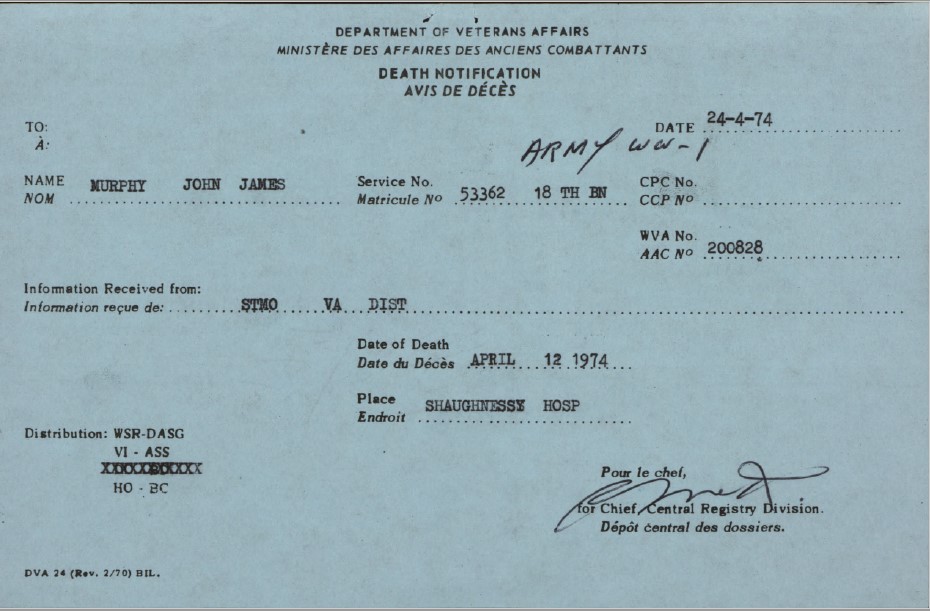 DEPARTMENT OF VETERANS AFFAIRS
MINISTÈRE DES AFFAIRES DES ANCIENS COMBATTANTS
DEATH NOTIFICATION
AVIS DE DÉCÈS
TO:
À:
DATE 24-4-74
ARMY WW-1
NAME
NOM MURPHY JOHN JAMES
Service No.
Matricule Nº 53362 18 TH BN
CPC No.
CCP Nº
WVA No.
AAC Nº 200828
Information Received from:
Information reçue de: STMO VA DIST
Date of Death
Date du Décès APRIL 12 1974
Place
Endroit SHAUGHNESSY HOSP
Distribution: WSR-DASG
VI - ASS
HO - BC
Pour le chef,
for Chief, Central Registry Division.
Dépôt central des dossiers.
DVA 24 (Rev. 2/70) BIL.